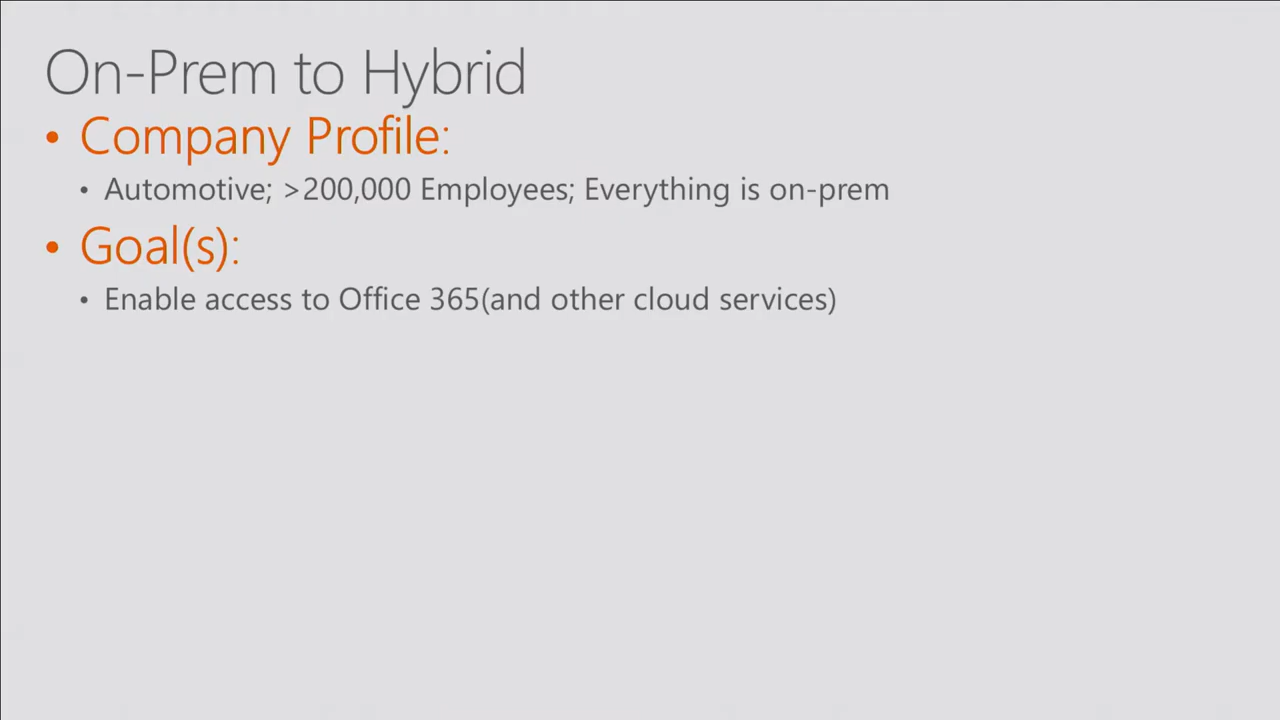 On-Prem to Hybrid
• Company Profile:
• Automotive; >200,000 Employees; Everything is on-prem
• Goal(s):
• Enable access to Office 365(and other cloud services)